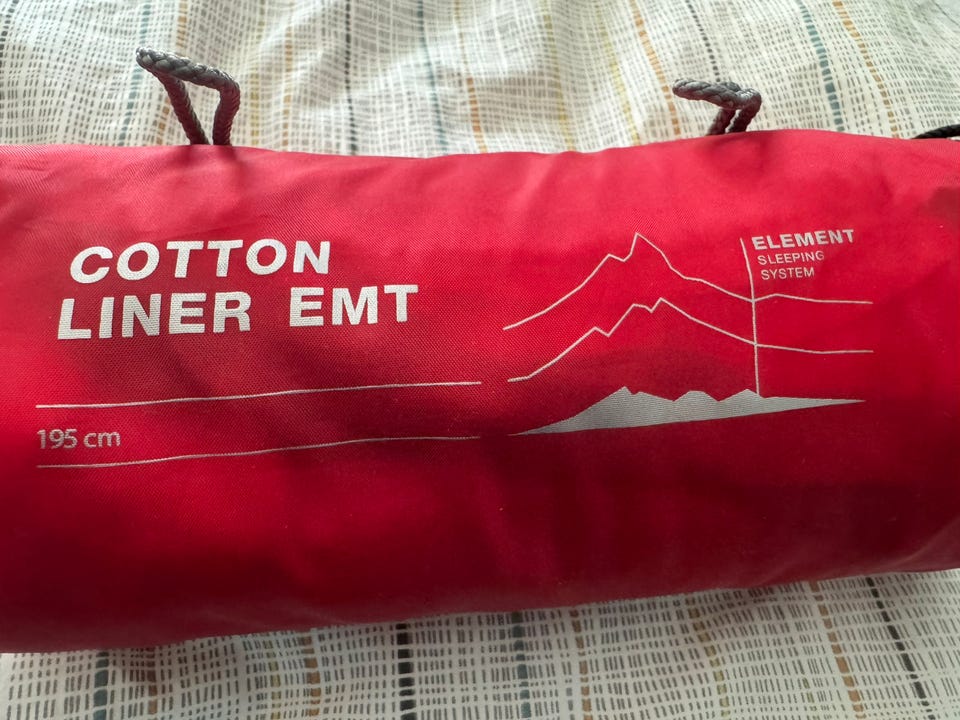 COTTON
LINER EMT
195 cm
ELEMENT
SLEEPING
SYSTEM